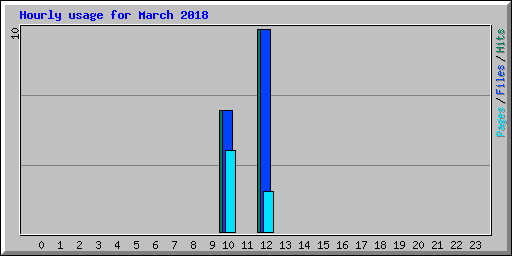 Hourly usage for March 2018
10
Pages/Files/Hits
0 1 2 3 4 5 6 7 8 9 10 11 12 13 14 15 16 17 18 19 20 21 22 23